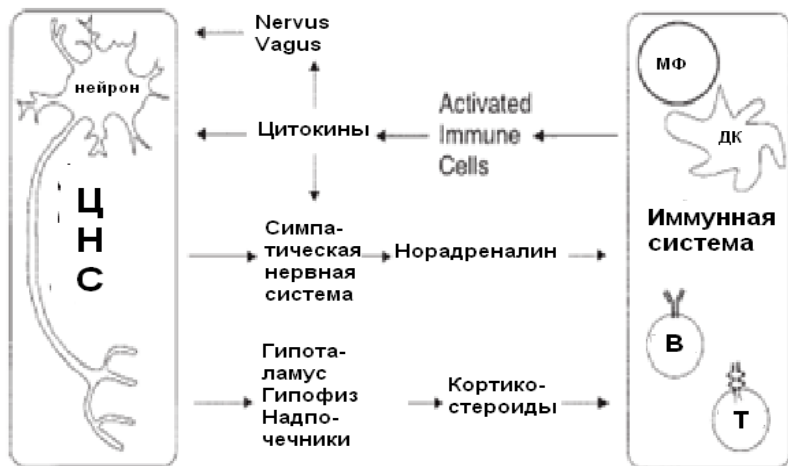 Nervus
Vagus
нейрон
Цитокины
Activated
Immune
Cells
МФ
ДК
ЦНС
Симпа-
тическая
нервная
система
Норадреналин
Иммунная
система
В
Т
Гипота-
ламус
Гипофиз
Надпо-
чечники
Кортико-
стероиды